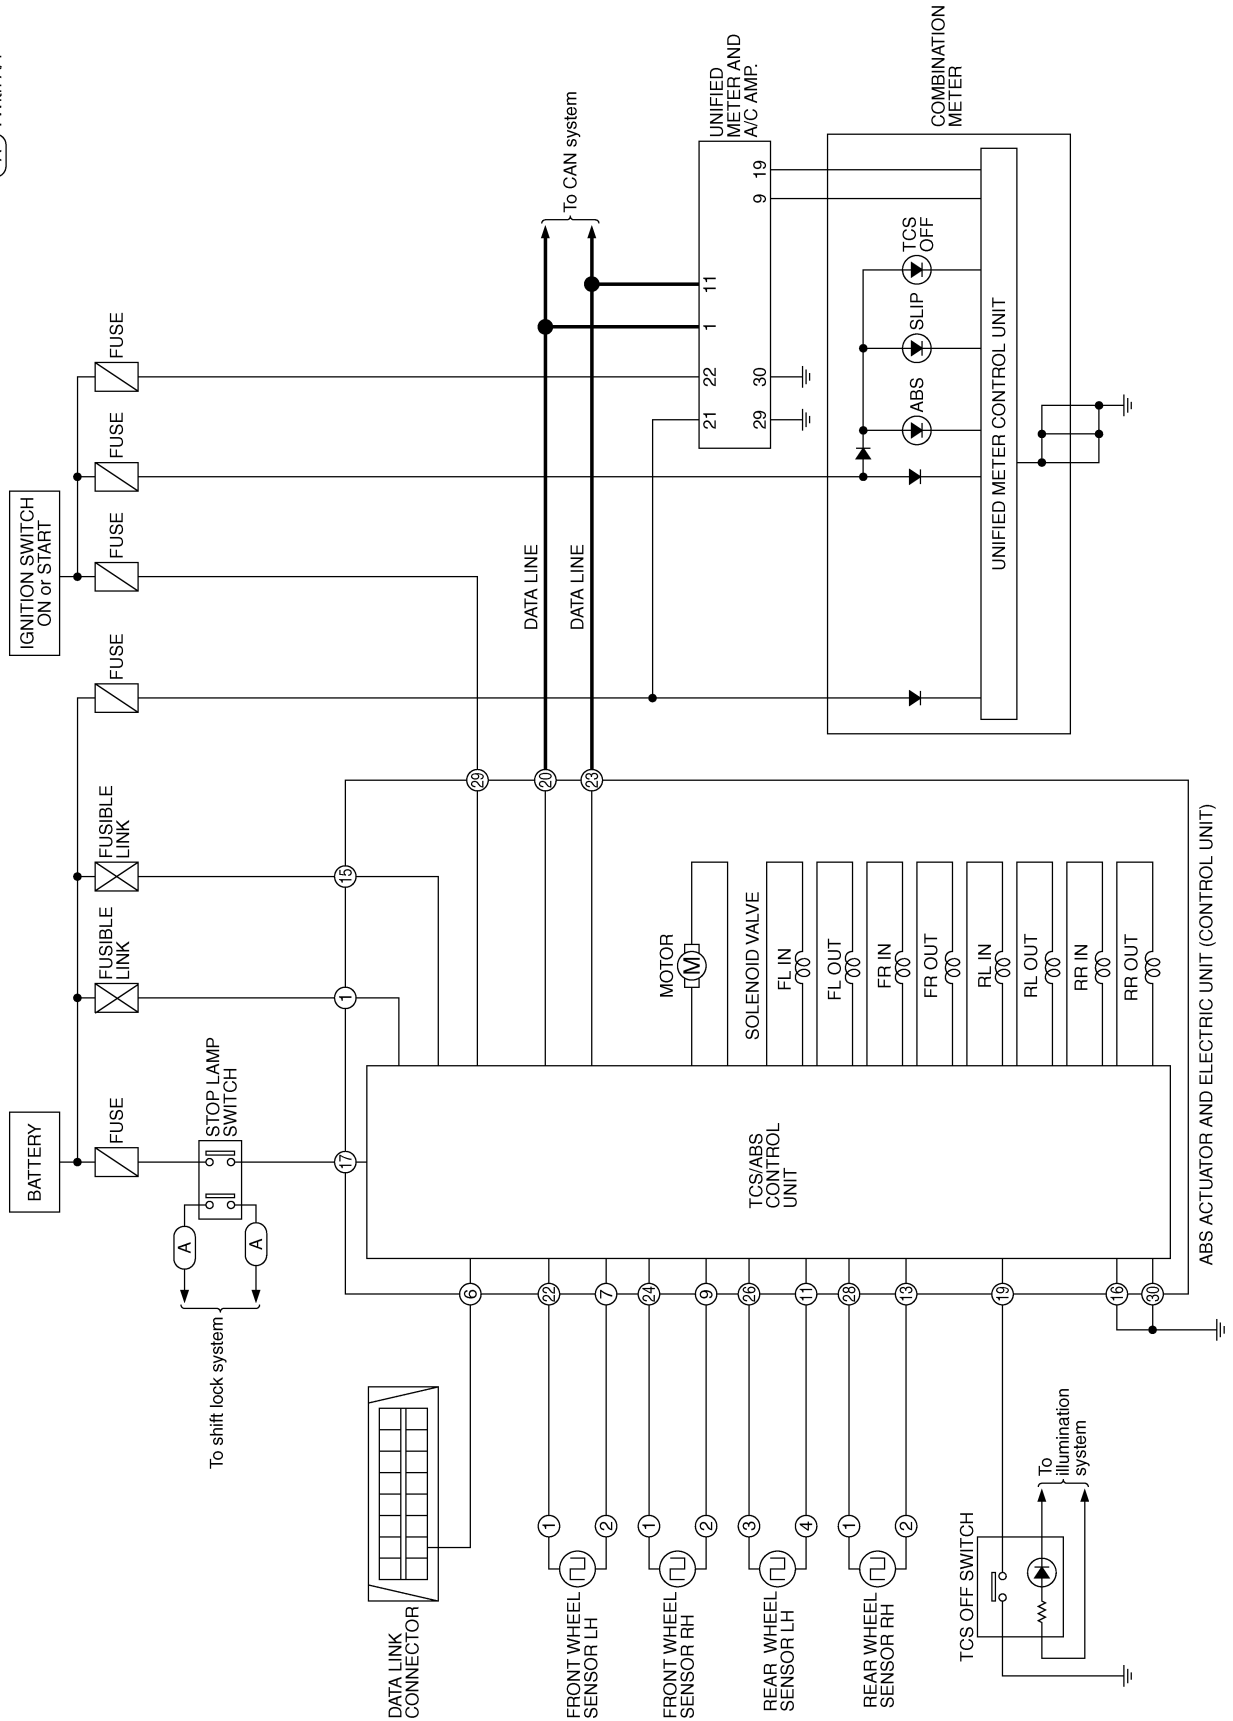 BATTERY
IGNITION SWITCH
ON or START
FUSE
FUSIBLE
LINK
FUSIBLE
LINK
FUSE
FUSE
FUSE
FUSE
STOP LAMP
SWITCH
A
A
To shift lock system
17
1
15
29
20
23
DATA LINE
DATA LINE
To CAN system
UNIFIED
METER AND
A/C AMP.
21
22
1
11
29
30
9
19
COMBINATION
METER
ABS
SLIP
TCS
OFF
UNIFIED METER CONTROL UNIT
TCS/ABS
CONTROL
UNIT
MOTOR
M
SOLENOID VALVE
FL IN
FL OUT
FR IN
FR OUT
RL IN
RL OUT
RR IN
RR OUT
ABS ACTUATOR AND ELECTRIC UNIT (CONTROL UNIT)
6
22
7
24
9
26
11
28
13
19
16
30
DATA LINK
CONNECTOR
1
2
FRONT WHEEL
SENSOR LH
1
2
FRONT WHEEL
SENSOR RH
3
4
REAR WHEEL
SENSOR LH
1
2
REAR WHEEL
SENSOR RH
TCS OFF SWITCH
To
illumination
system